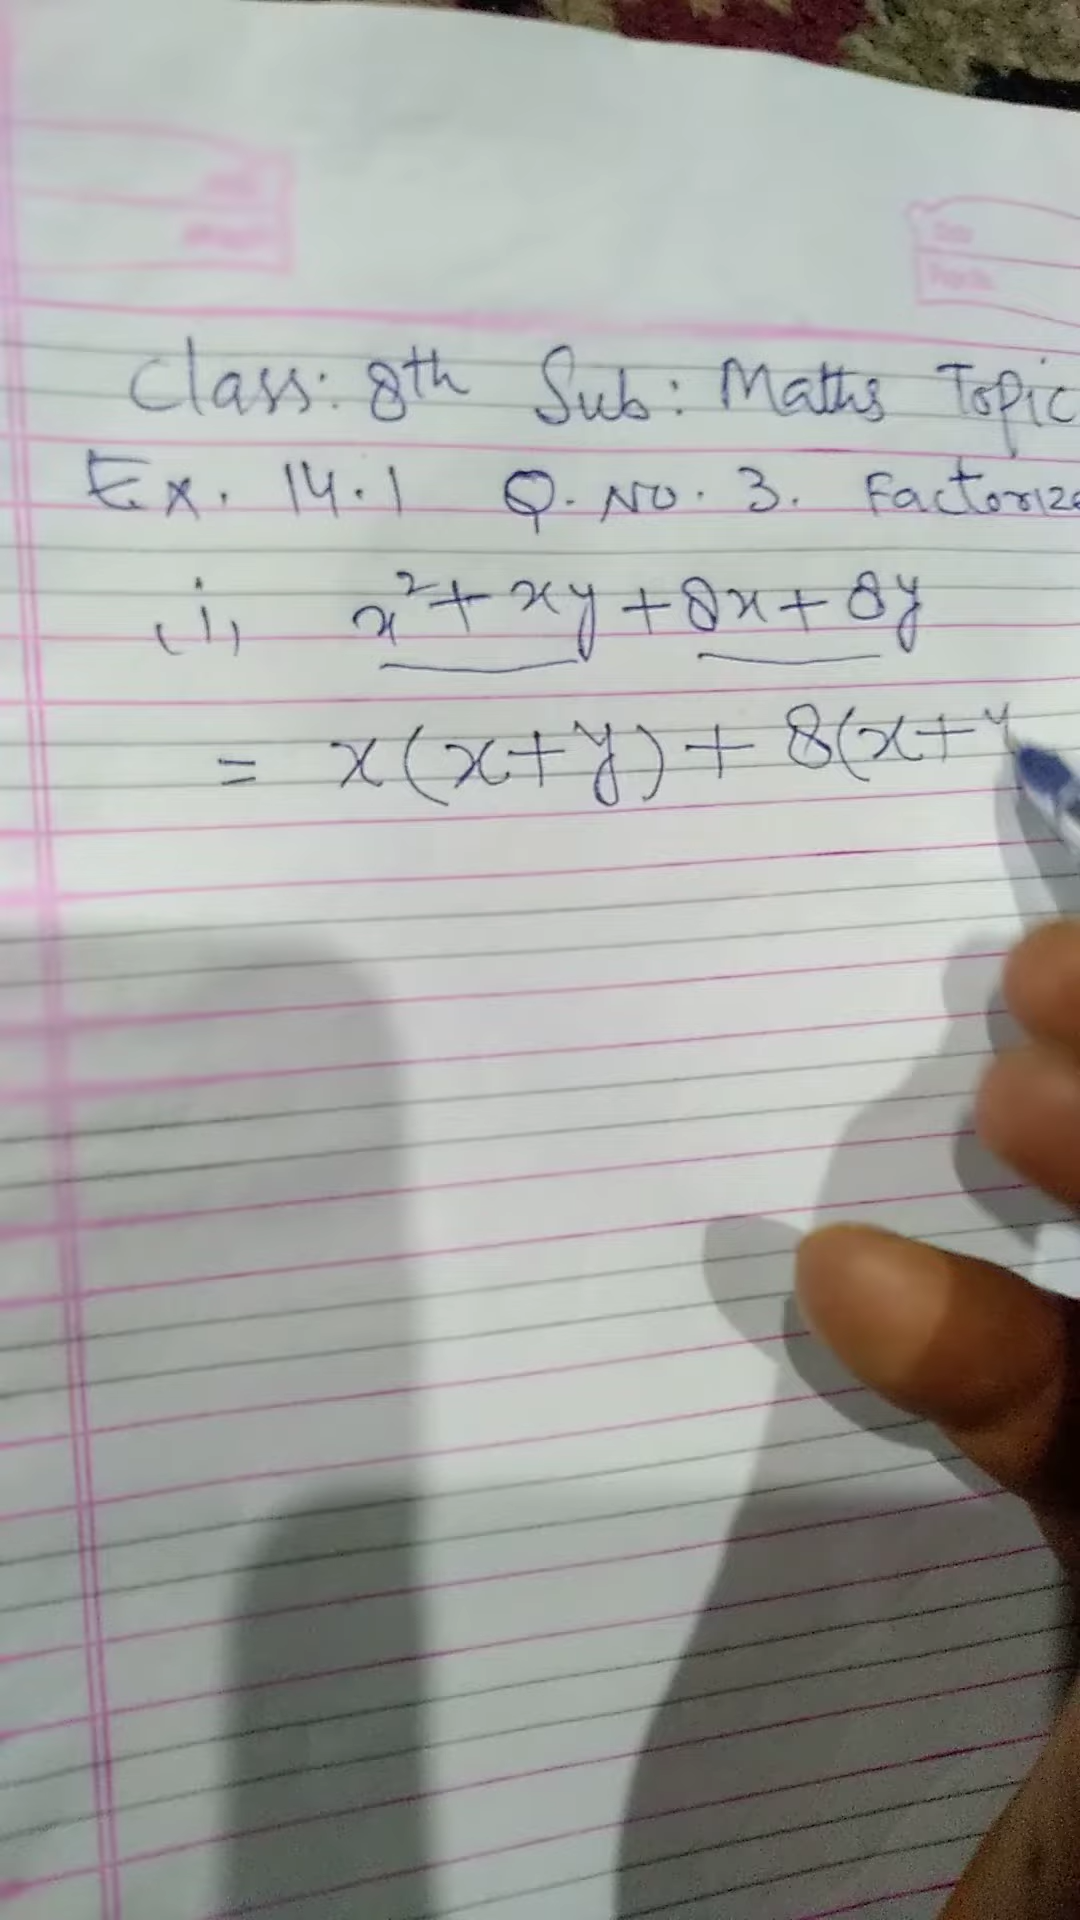 Class: 8th Sub: Maths Topic
Ex. 14.1 Q. No. 3. Factorize
(i) x² + xy + 8x + 8y
= x(x+y) + 8(x+y